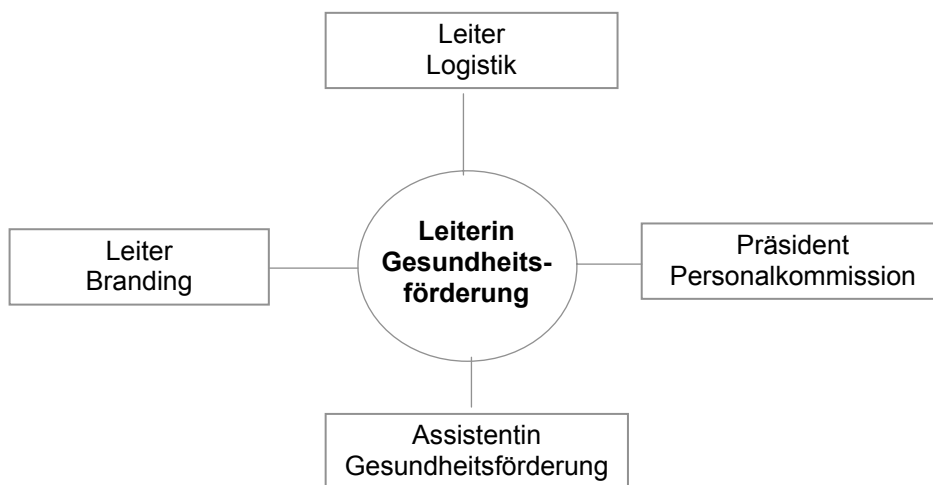 Leiter
Logistik
Leiter
Branding
Leiterin
Gesundheits-
förderung
Präsident
Personalkommission
Assistentin
Gesundheitsförderung